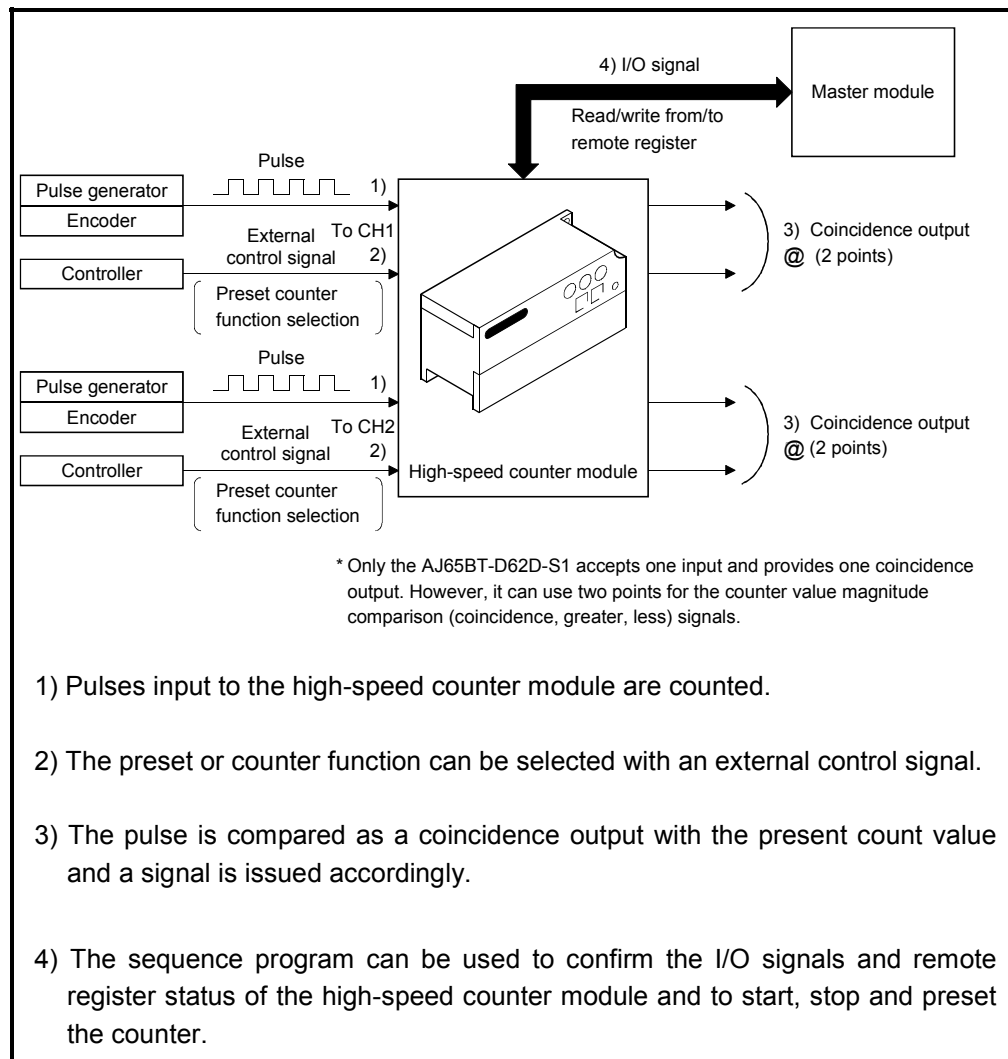 4) I/O signal
Master module
Read/write from/to
remote register
Pulse
Pulse generator
1)
Encoder
External
To CH1
control signal
2)
Controller
Preset counter
function selection
3) Coincidence output
@ (2 points)
Pulse
Pulse generator
1)
Encoder
External
To CH2
control signal
2)
Controller
Preset counter
function selection
High-speed counter module
3) Coincidence output
@ (2 points)
* Only the AJ65BT-D62D-S1 accepts one input and provides one coincidence
output. However, it can use two points for the counter value magnitude
comparison (coincidence, greater, less) signals.
1) Pulses input to the high-speed counter module are counted.
2) The preset or counter function can be selected with an external control signal.
3) The pulse is compared as a coincidence output with the present count value
and a signal is issued accordingly.
4) The sequence program can be used to confirm the I/O signals and remote
register status of the high-speed counter module and to start, stop and preset
the counter.